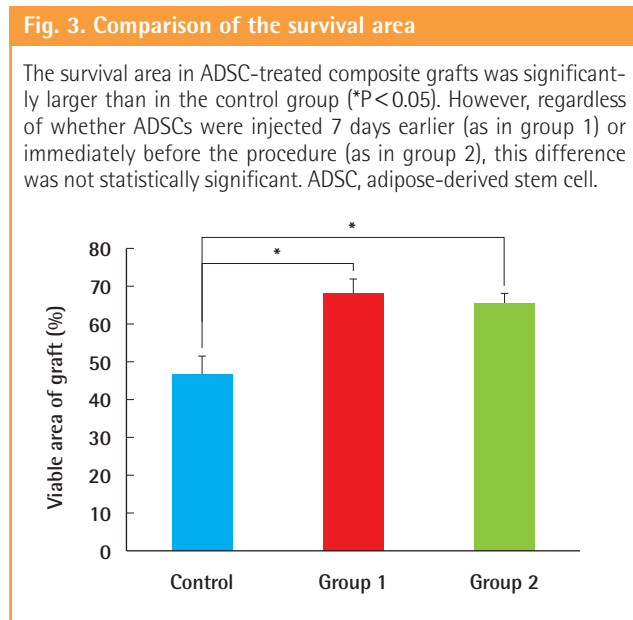 Fig. 3. Comparison of the survival area
The survival area in ADSC-treated composite grafts was significant-
ly larger than in the control group (*P<0.05). However, regardless
of whether ADSCs were injected 7 days earlier (as in group 1) or
immediately before the procedure (as in group 2), this difference
was not statistically significant. ADSC, adipose-derived stem cell.
*
*
80
70
60
50
40
30
20
10
0
Viable area of graft (%)
Control Group 1 Group 2